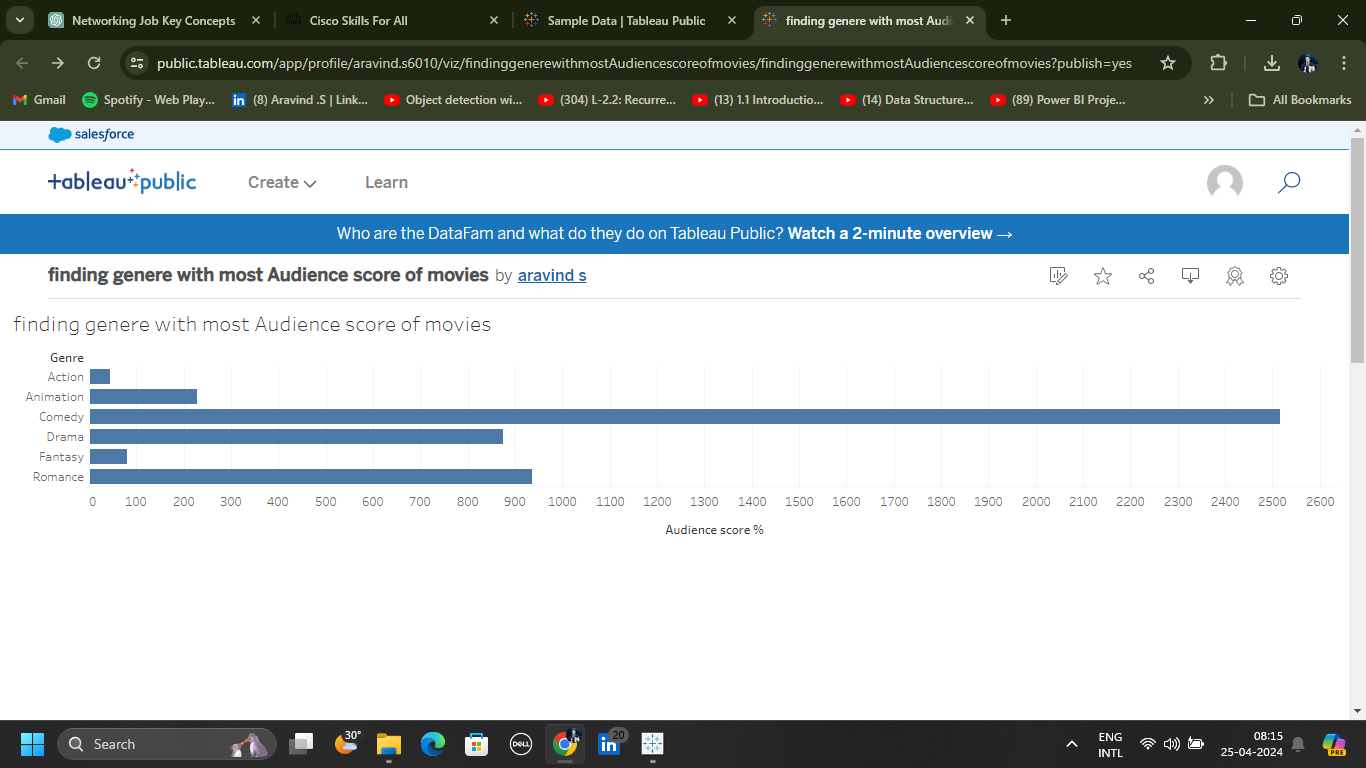 Networking Job Key Concepts
Cisco Skills For All
Sample Data | Tableau Public
finding genere with most Audi
public.tableau.com/app/profile/aravind.s6010/viz/findinggenerewithmostAudiencescoreofmovies/findinggenerewithmostAudiencescoreofmovies?publish=yes
Gmail
Spotify - Web Play...
(8) Aravind .S | Link...
Object detection wi...
(304) L-2.2: Recurre...
(13) 1.1 Introductio...
(14) Data Structure...
(89) Power BI Proje...
All Bookmarks
salesforce
tableau public
Create
Learn
Who are the DataFam and what do they do on Tableau Public? Watch a 2-minute overview →
finding genere with most Audience score of movies by aravind s
finding genere with most Audience score of movies
Genre
Action
Animation
Comedy
Drama
Fantasy
Romance
0 100 200 300 400 500 600 700 800 900 1000 1100 1200 1300 1400 1500 1600 1700 1800 1900 2000 2100 2200 2300 2400 2500 2600
Audience score %
Search
30°
DELL
20
ENG
INTL
08:15
25-04-2024
PRE